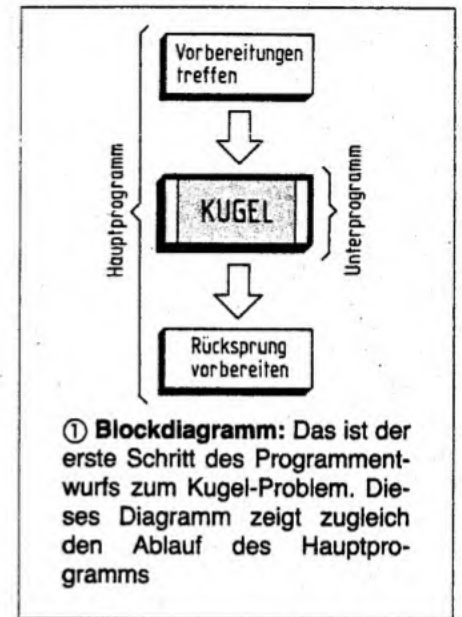 Vorbereitungen
treffen
Hauptprogramm
KUGEL
Unterprogramm
Rücksprung
vorbereiten
① Blockdiagramm: Das ist der
erste Schritt des Programment-
wurfs zum Kugel-Problem. Die-
ses Diagramm zeigt zugleich
den Ablauf des Hauptpro-
gramms